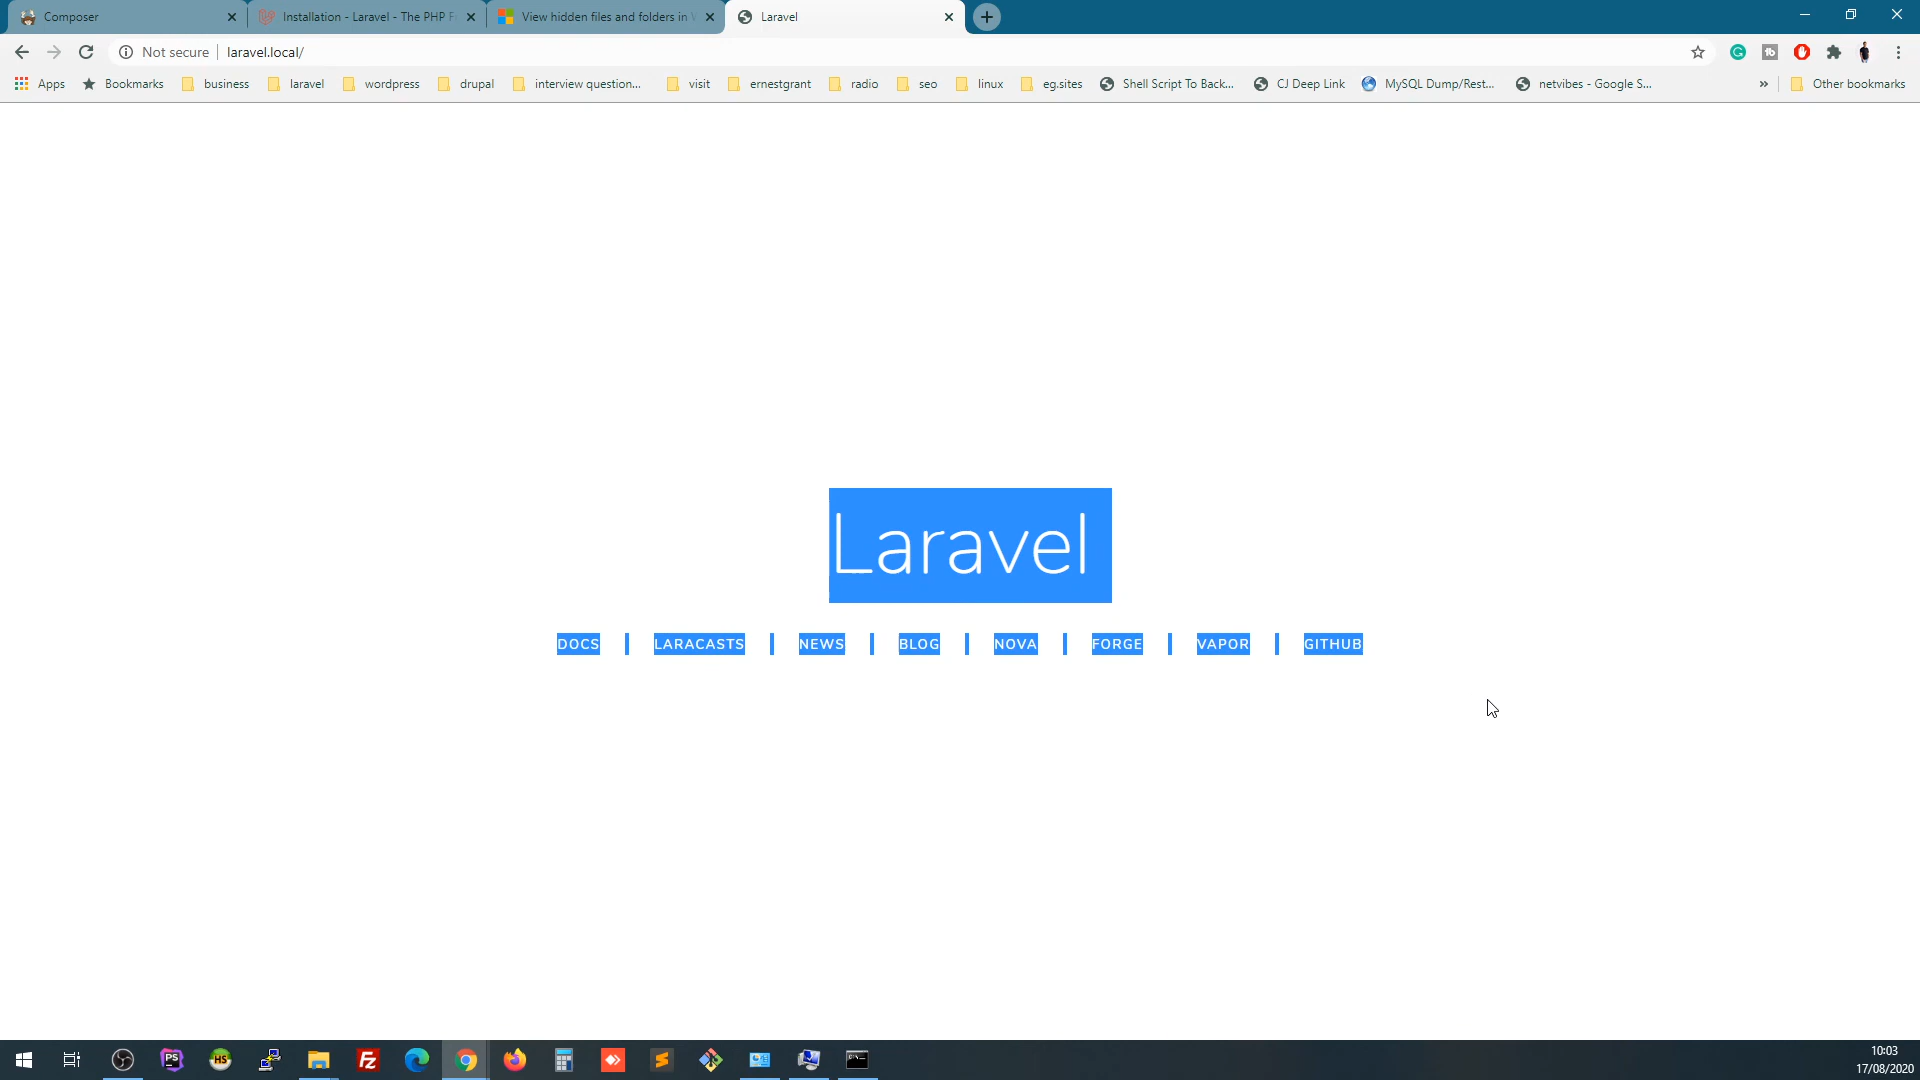 Composer
Installation - Laravel - The PHP F
View hidden files and folders in W
Laravel
Not secure
laravel.local/
Apps
Bookmarks
business
laravel
wordpress
drupal
interview question...
visit
ernestgrant
radio
seo
linux
eg.sites
Shell Script To Back...
CJ Deep Link
MySQL Dump/Rest...
netvibes - Google S...
»
Other bookmarks
Laravel
DOCS
LARACASTS
NEWS
BLOG
NOVA
FORGE
VAPOR
GITHUB
PS
HS
FZ
10:03
17/08/2020